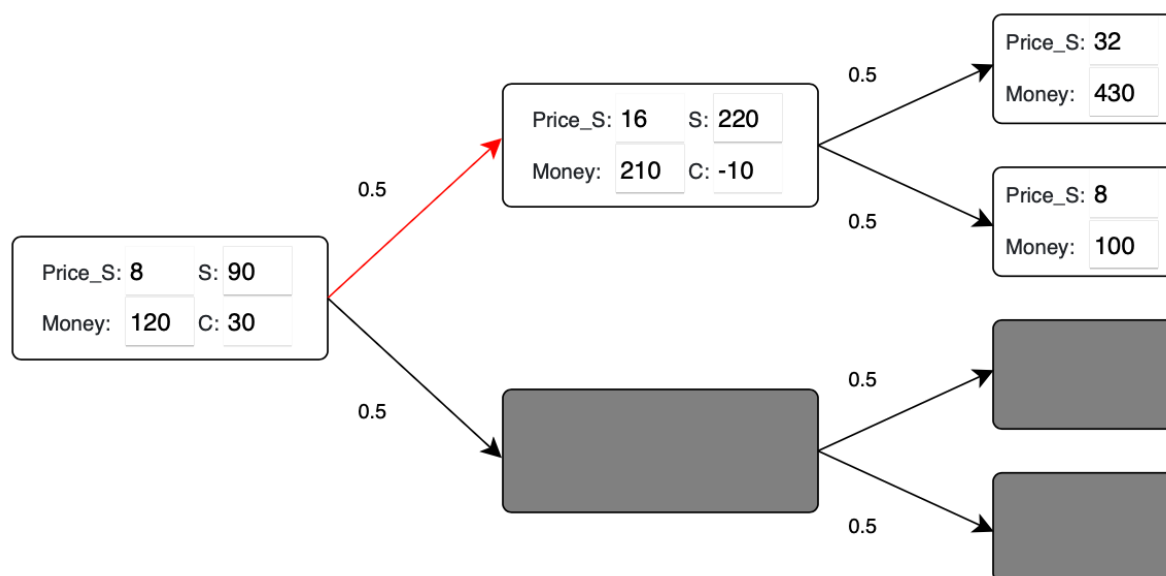 Price_S: 32
Money: 430
0.5
Price_S: 16 S: 220
Money: 210 C: -10
0.5
Price_S: 8
Money: 100
0.5
Price_S: 8 S: 90
Money: 120 C: 30
0.5
0.5
0.5